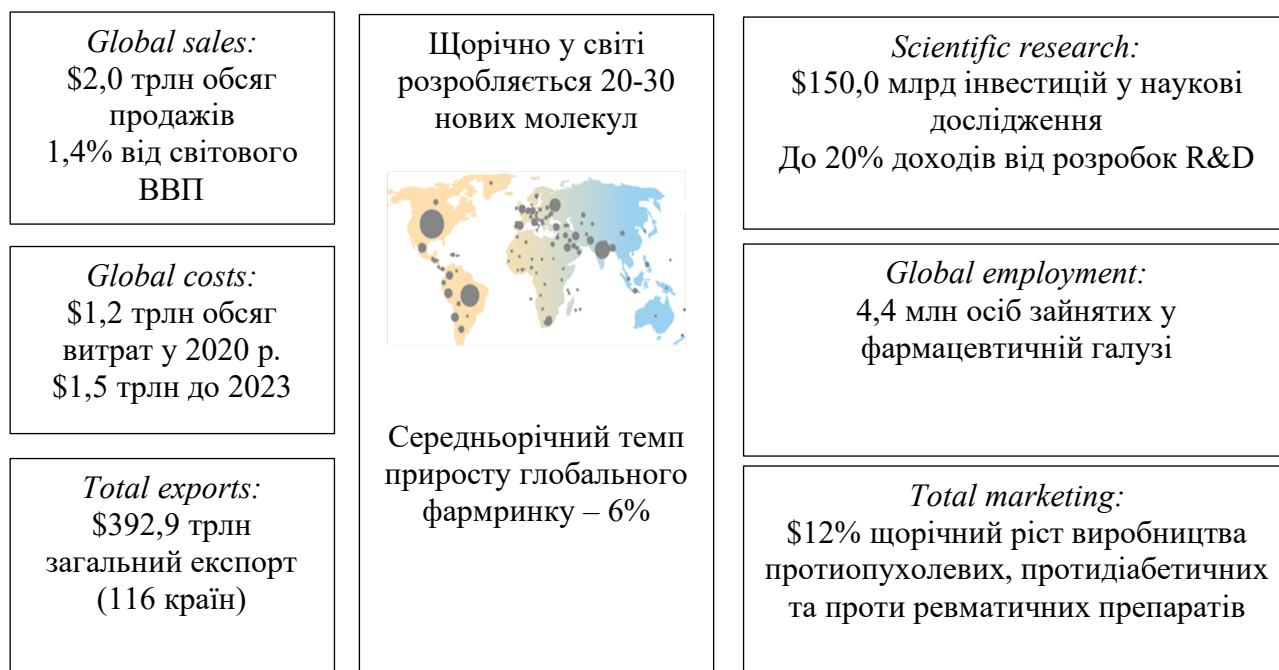 Global sales:
$2,0 трлн обсяг
продажів
1,4% від світового
ВВП
Global costs:
$1,2 трлн обсяг
витрат у 2020 р.
$1,5 трлн до 2023
Total exports:
$392,9 трлн
загальний експорт
(116 країн)
Щорічно у світі
розробляється 20-30
нових молекул
Середньорічний темп
приросту глобального
фармринку – 6%
Scientific research:
$150,0 млрд інвестицій у наукові
дослідження
До 20% доходів від розробок R&D
Global employment:
4,4 млн осіб зайнятих у
фармацевтичній галузі
Total marketing:
$12% щорічний ріст виробництва
протиопухолевих, протидіабетичних
та проти ревматичних препаратів